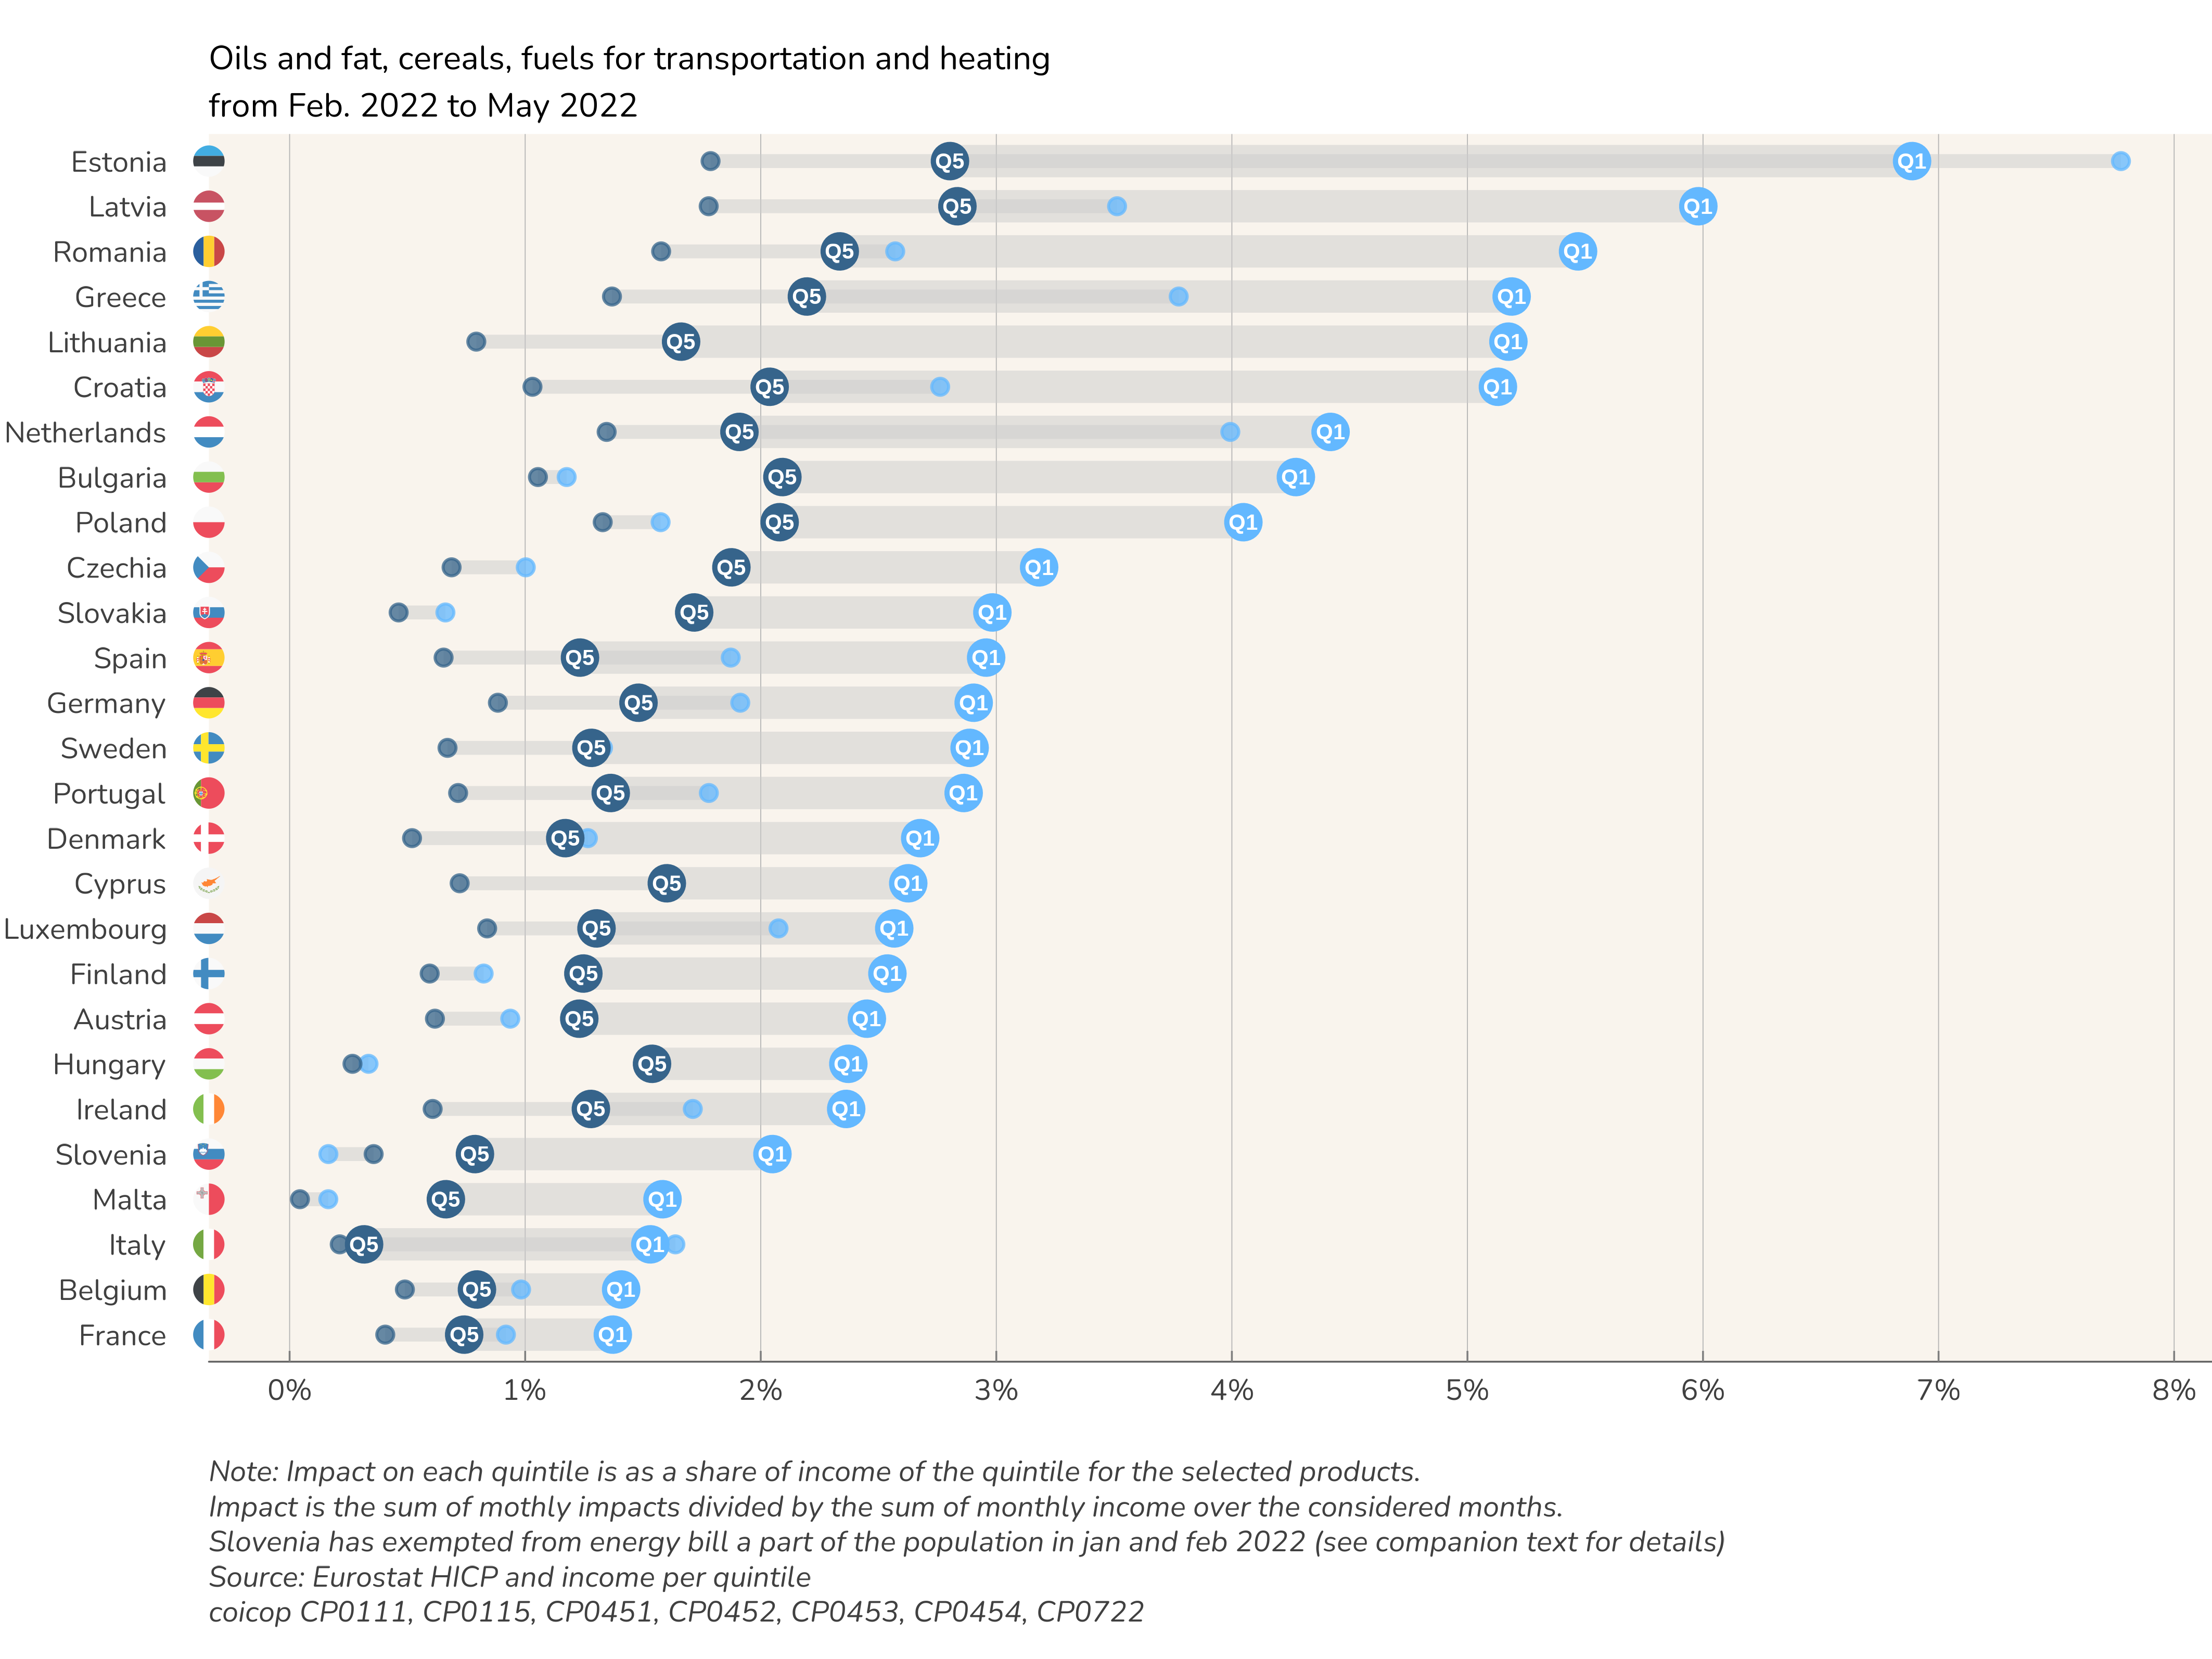 Oils and fat, cereals, fuels for transportation and heating
from Feb. 2022 to May 2022
Estonia Q5 Q1
Latvia Q5 Q1
Romania Q5 Q1
Greece Q5 Q1
Lithuania Q5 Q1
Croatia Q5 Q1
Netherlands Q5 Q1
Bulgaria Q5 Q1
Poland Q5 Q1
Czechia Q5 Q1
Slovakia Q5 Q1
Spain Q5 Q1
Germany Q5 Q1
Sweden Q5 Q1
Portugal Q5 Q1
Denmark Q5 Q1
Cyprus Q5 Q1
Luxembourg Q5 Q1
Finland Q5 Q1
Austria Q5 Q1
Hungary Q5 Q1
Ireland Q5 Q1
Slovenia Q5 Q1
Malta Q5 Q1
Italy Q5 Q1
Belgium Q5 Q1
France Q5 Q1
0% 1% 2% 3% 4% 5% 6% 7% 8%
Note: Impact on each quintile is as a share of income of the quintile for the selected products.
Impact is the sum of mothly impacts divided by the sum of monthly income over the considered months.
Slovenia has exempted from energy bill a part of the population in jan and feb 2022 (see companion text for details)
Source: Eurostat HICP and income per quintile
coicop CP0111, CP0115, CP0451, CP0452, CP0453, CP0454, CP0722